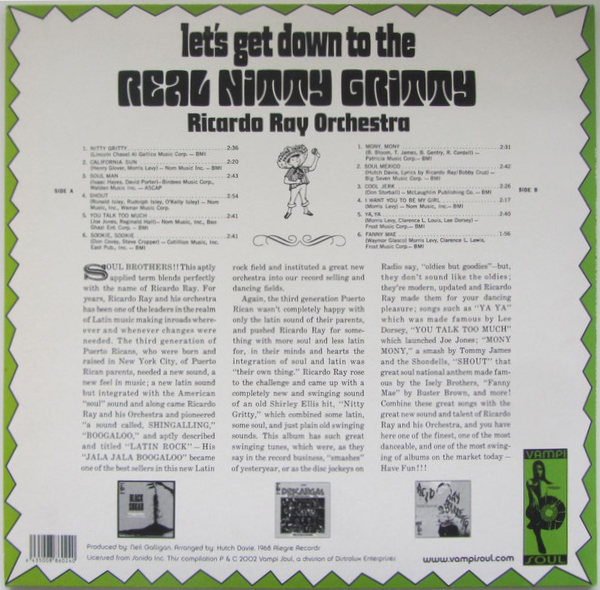 let's get down to the
REAL NITTY GRITTY
Ricardo Ray Orchestra
SIDE A
1. NITTY GRITTY 2:36
(Lincoln Chase) Al Gallico Music Corp. — BMI
2. CALIFORNIA SUN 2:20
(Henry Glover, Morris Levy) — Nom Music Inc. — BMI
3. SOUL MAN 2:43
(Isaac Hayes, David Porter)—Birdees Music Corp.,
Walden Music Inc. — ASCAP
4. SHOUT 2:54
(Ronald Isley, Rudolph Isley, O'Kelly Isley) — Nom
Music, Inc., Wemar Music Corp.
5. YOU TALK TOO MUCH 2:41
(Joe Jones, Reginald Hall) — Nom Music, Inc., Ben
Ghazi Ent. Corp. — BMI
6. SOOKIE, SOOKIE 2:41
(Don Covay, Steve Cropper) — Cotillion Music, Inc.
East Pub., Inc. — BMI
SIDE B
1. MONY, MONY 2:31
(B. Bloom, T. James, B. Gentry, R. Cordell) —
Patricia Music Corp— BMI
2. SOUL MEXICO 2:42
(Hutch Davie, Lyrics by Ricardo Ray/Bobby Cruz) —
Big Seven Music Corp. — BMI
3. COOL JERK 2:26
(Don Storball) — McLaughlin Publishing Co. — BMI
4. I WANT YOU TO BE MY GIRL 2:17
(Morris Levy) — Nom Music, Inc.— BMI
5. YA, YA 2:40
(Morris Levy, Clarence L. Louis, Lee Dorsey) —
Frost Music Corp— BMI
6. FANNY MAE 1:56
(Waymor Glasco) Morris Levy, Clarence L. Lewis,
Frost Music Corp— BMI
SOUL BROTHERS!! This aptly
applied term blends perfectly
with the name of Ricardo Ray. For
years, Ricardo Ray and his orchestra
has been one of the leaders in the realm
of Latin music making inroads where-
ever and whenever changes were
needed. The third generation of
Puerto Ricans, who were born and
raised in New York City, of Puerto
Rican parents, needed a new sound, a
new feel in music; a new latin sound
but integrated with the American
"soul" sound and along came Ricardo
Ray and his Orchestra and pioneered
"a sound called, SHINGALLING,"
"BOOGALOO," and aptly described
and titled "LATIN ROCK"—His
"JALA JALA BOOGALOO" became
one of the best sellers in this new Latin
rock field and instituted a great new
orchestra into our record selling and
dancing fields.
Again, the third generation Puerto
Rican wasn't completely happy with
only the latin sound of their parents,
and pushed Ricardo Ray for some-
thing with more soul and less latin
for, in their minds and hearts the
integration of soul and latin was
"their own thing." Ricardo Ray rose
to the challenge and came up with a
completely new and swinging sound
of an old Shirley Ellis hit, "Nitty
Gritty," which combined some latin,
some soul, and just plain old swinging
sounds. This album has such great
swinging tunes, which were, as they
say in the record business, "smashes"
of yesteryear, or as the disc jockeys on
Radio say, "oldies but goodies"—but,
they don't sound like the oldies;
they're modern, updated and Ricardo
Ray made them for your dancing
pleasure; songs such as "YA YA"
which was made famous by Lee
Dorsey, "YOU TALK TOO MUCH"
which launched Joe Jones; "MONY
MONY," a smash by Tommy James
and the Shondells, "SHOUT" that
great soul national anthem made fam-
ous by the Isely Brothers, "Fanny
Mae" by Buster Brown, and more!
Combine these great songs with the
great new sound and talent of Ricardo
Ray and his Orchestra, and you have
here one of the finest, one of the most
danceable, and one of the most swing-
ing of albums on the market today—
Have Fun!!!
BLACK
SUGAR
DESCARGAS
VAMPI
SOUL
Produced by Neil Galligan. Arranged by: Hutch Davie. 1968 Alegre Records
Licensed from Sonido Inc. This compilation P & C 2002 Vampi Soul, a division of Distrolux Enterprises.
www.vampisoul.com